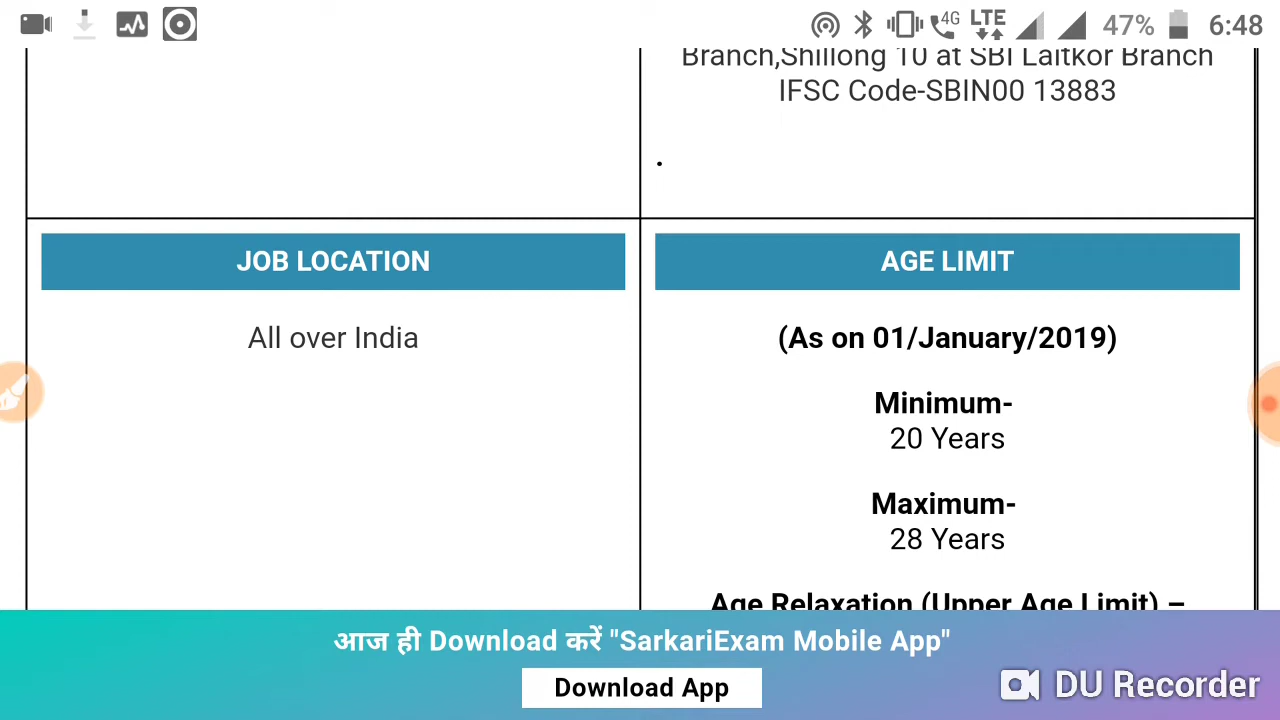 4G LTE 47% 6:48
Branch,Shillong 10 at SBI Laitkor Branch
IFSC Code-SBIN00 13883
.
JOB LOCATION
All over India
AGE LIMIT
(As on 01/January/2019)
Minimum-
20 Years
Maximum-
28 Years
Age Relaxation (Upper Age Limit) –
आज ही Download करें "SarkariExam Mobile App"
Download App
DU Recorder